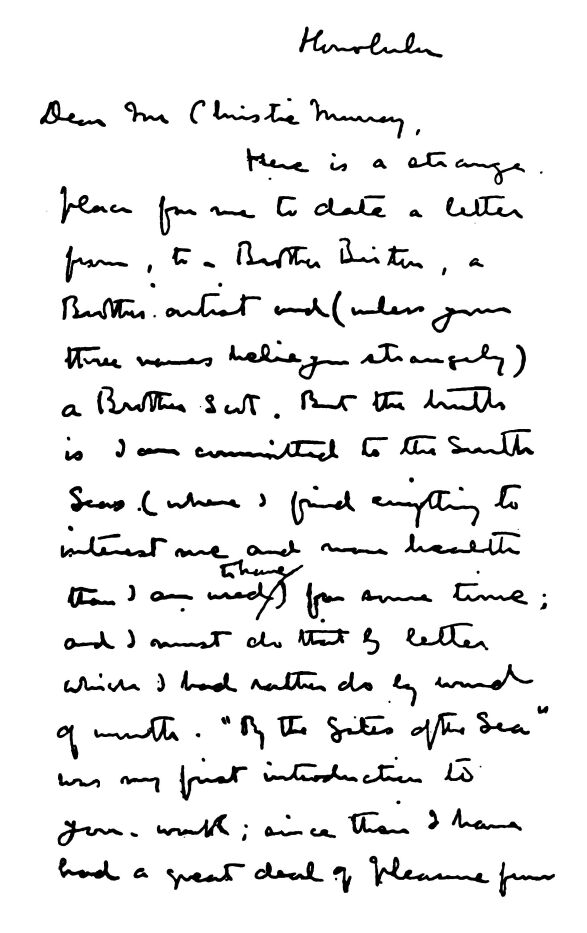 Honolulu
Dear Mr Christie Murray,
Here is a strange
place for me to date a letter
from, to a Brother Briton, a
Brother artist and (unless your
three names belie you strangely)
a Brother Scot. But the truth
is I am committed to the South
Seas (where I find anything to
interest me and more health
than I am used to have) for some time;
and I must do that by letter
which I had rather do by word
of mouth. "By the Gates of the Sea"
was my first introduction to
your work; since then I have
had a great deal of pleasure from